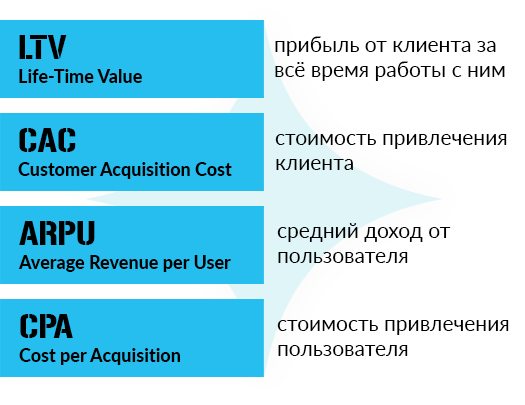 LTV
Life-Time Value
прибыль от клиента за
всё время работы с ним
CAC
Customer Acquisition Cost
стоимость привлечения
клиента
ARPU
Average Revenue per User
средний доход от
пользователя
CPA
Cost per Acquisition
стоимость привлечения
пользователя